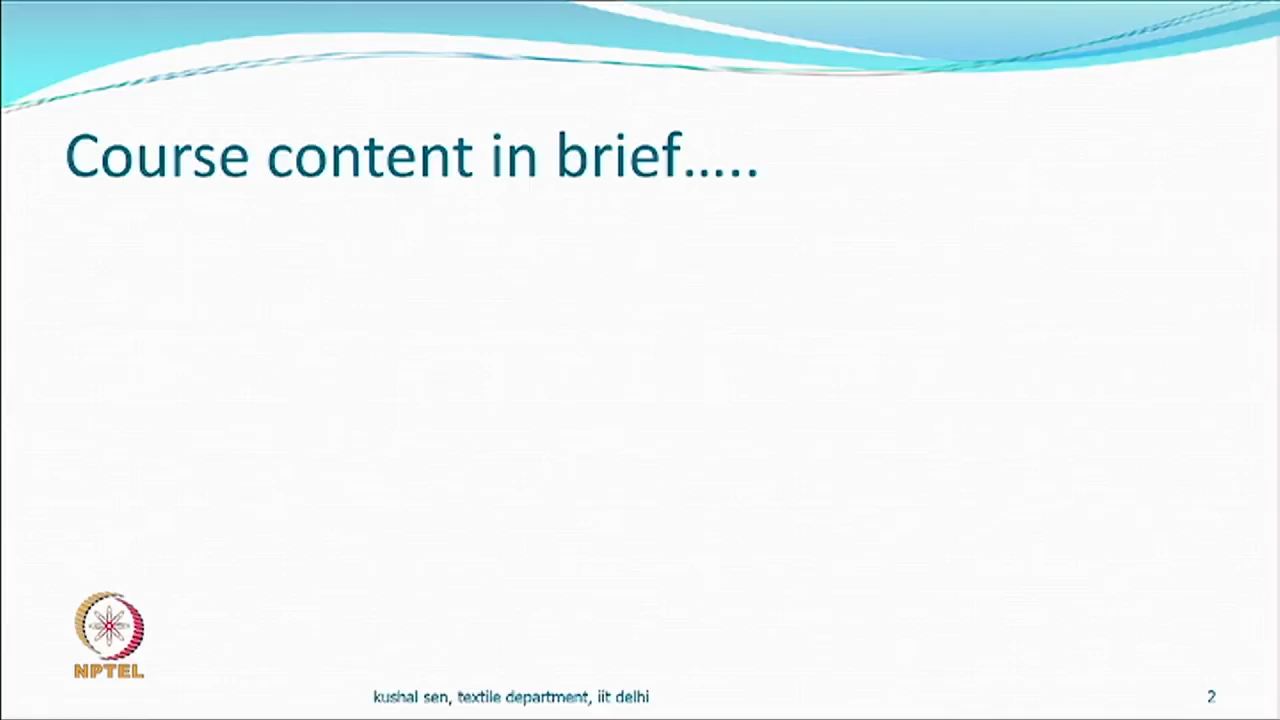 Course content in brief.....
NPTEL
kushal sen, textile department, iit delhi
2